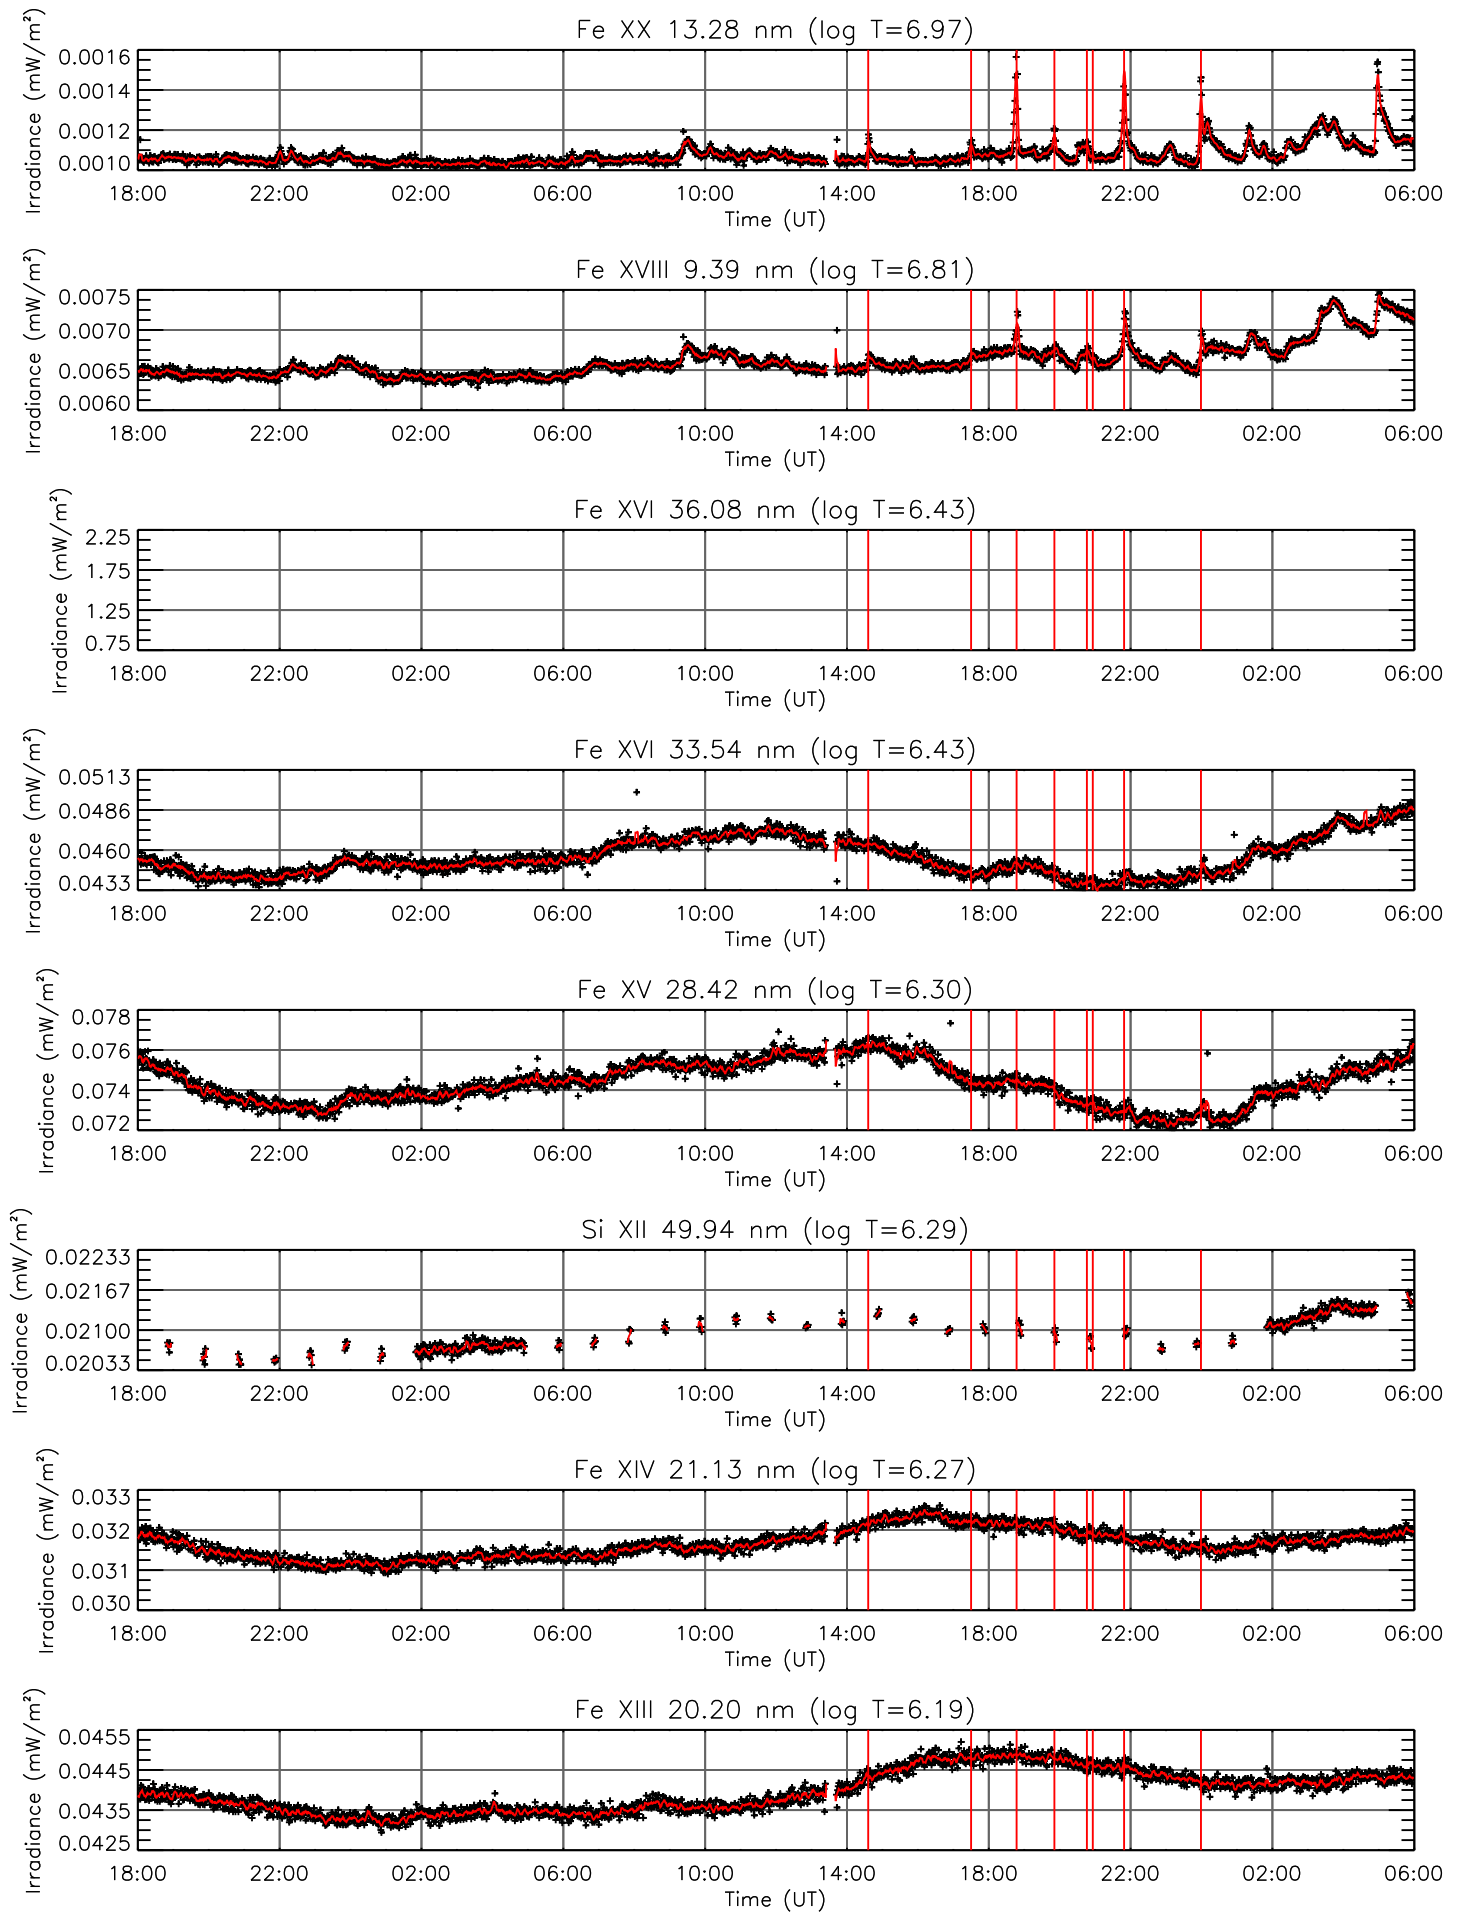 Fe XX 13.28 nm (log T=6.97)
Irradiance (mW/m²)
0.0016
0.0014
0.0012
0.0010
18:00 22:00 02:00 06:00 10:00 14:00 18:00 22:00 02:00 06:00
Time (UT)
Fe XVIII 9.39 nm (log T=6.81)
Irradiance (mW/m²)
0.0075
0.0070
0.0065
0.0060
18:00 22:00 02:00 06:00 10:00 14:00 18:00 22:00 02:00 06:00
Time (UT)
Fe XVI 36.08 nm (log T=6.43)
Irradiance (mW/m²)
2.25
1.75
1.25
0.75
18:00 22:00 02:00 06:00 10:00 14:00 18:00 22:00 02:00 06:00
Time (UT)
Fe XVI 33.54 nm (log T=6.43)
Irradiance (mW/m²)
0.0513
0.0486
0.0460
0.0433
18:00 22:00 02:00 06:00 10:00 14:00 18:00 22:00 02:00 06:00
Time (UT)
Fe XV 28.42 nm (log T=6.30)
Irradiance (mW/m²)
0.078
0.076
0.074
0.072
18:00 22:00 02:00 06:00 10:00 14:00 18:00 22:00 02:00 06:00
Time (UT)
Si XII 49.94 nm (log T=6.29)
Irradiance (mW/m²)
0.02233
0.02167
0.02100
0.02033
18:00 22:00 02:00 06:00 10:00 14:00 18:00 22:00 02:00 06:00
Time (UT)
Fe XIV 21.13 nm (log T=6.27)
Irradiance (mW/m²)
0.033
0.032
0.031
0.030
18:00 22:00 02:00 06:00 10:00 14:00 18:00 22:00 02:00 06:00
Time (UT)
Fe XIII 20.20 nm (log T=6.19)
Irradiance (mW/m²)
0.0455
0.0445
0.0435
0.0425
18:00 22:00 02:00 06:00 10:00 14:00 18:00 22:00 02:00 06:00
Time (UT)